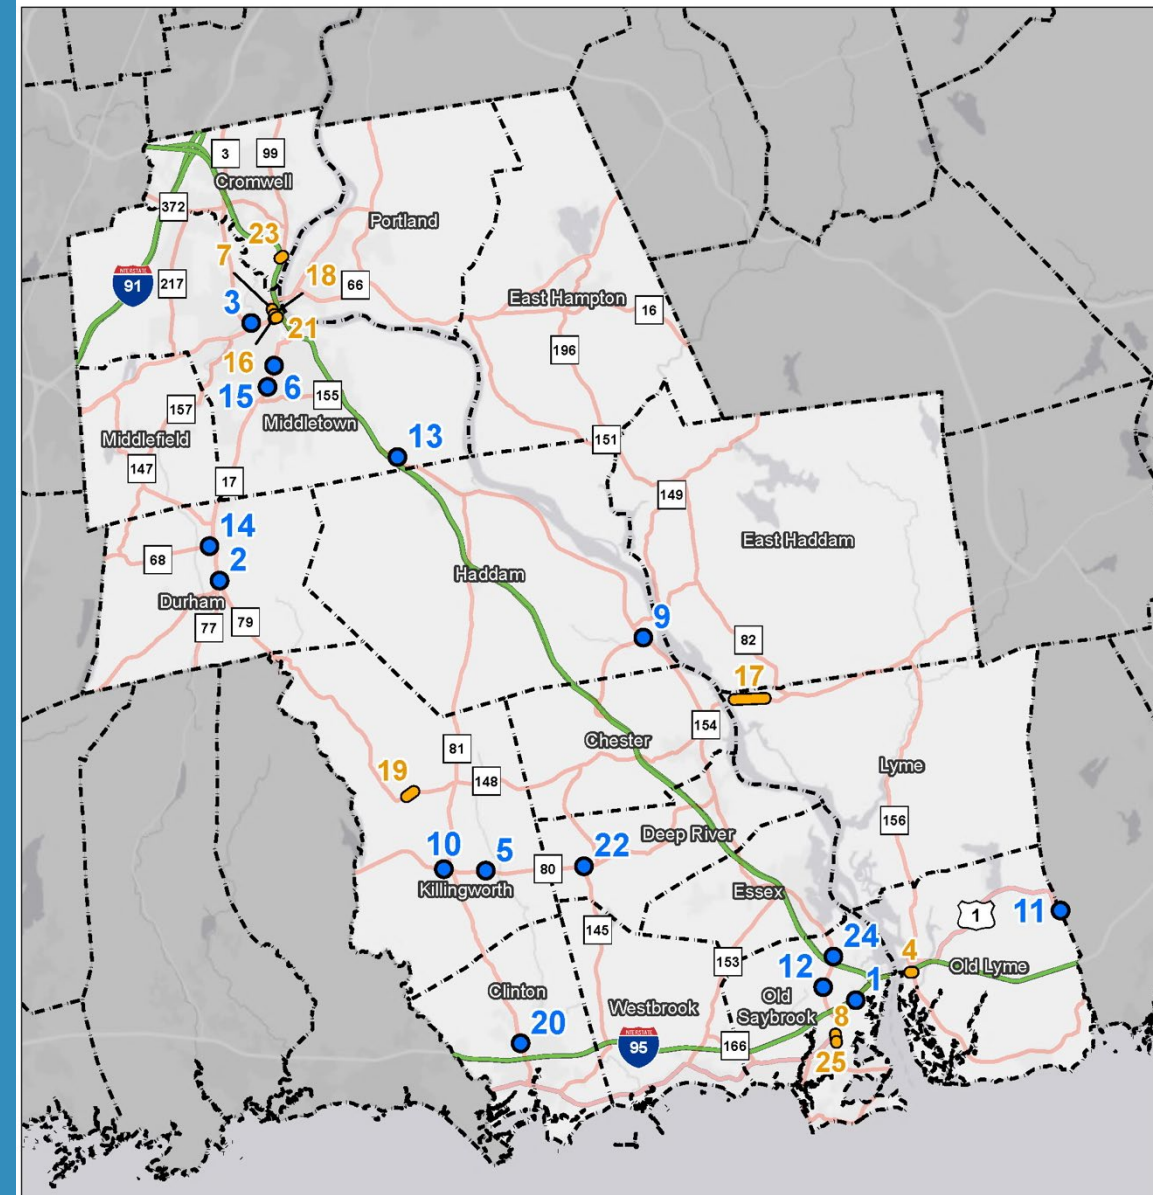 3
99
Cromwell
372
Portland
23
7
18
INTERSTATE
91
217
66
East Hampton
16
3
21
196
16
15
6
155
157
Middletown
Middlefield
13
151
147
17
149
14
68
2
East Haddam
Haddam
Durham
77
79
9
82
17
154
81
Chester
Lyme
19
148
156
Deep River
10
5
22
80
Killingworth
Essex
1
11
145
24
4
153
12
1
Old Lyme
Clinton
Old
Saybrook
Westbrook
8
20
INTERSTATE
95
166
25